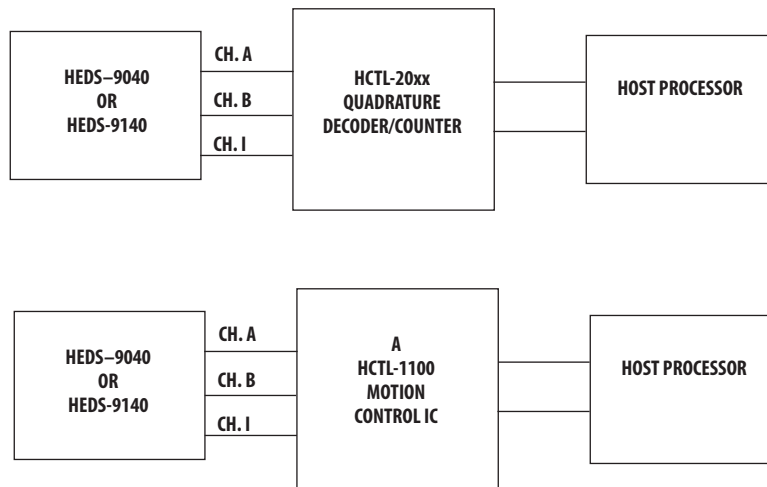 HEDS–9040
OR
HEDS-9140
CH. A
CH. B
CH. I
HCTL-20xx
QUADRATURE
DECODER/COUNTER
HOST PROCESSOR
HEDS–9040
OR
HEDS-9140
CH. A
CH. B
CH. I
A
HCTL-1100
MOTION
CONTROL IC
HOST PROCESSOR